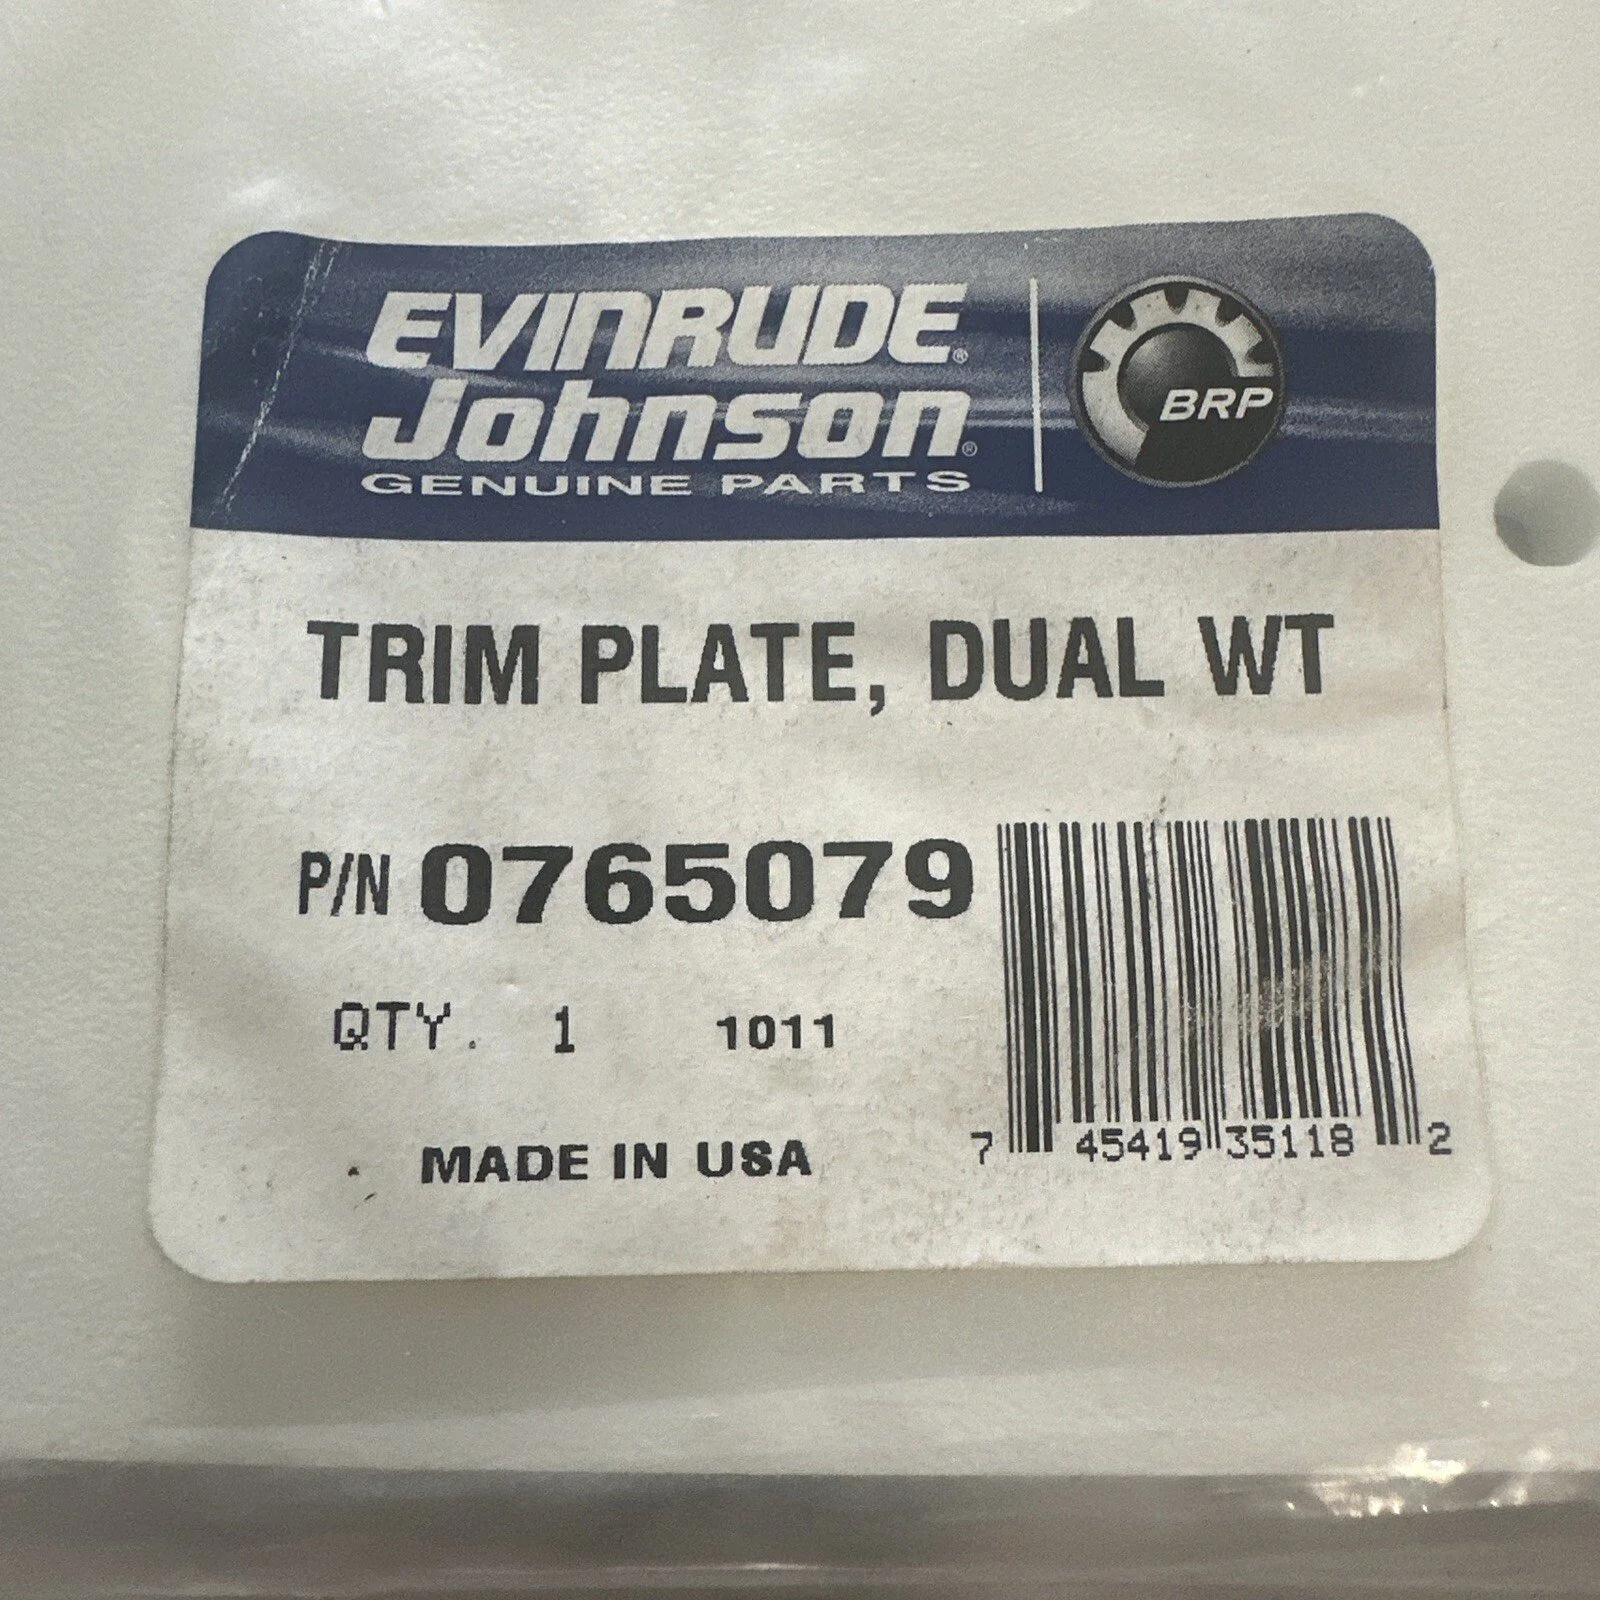 EVINRUDE®
Johnson®
GENUINE PARTS
BRP
TRIM PLATE, DUAL WT
P/N 0765079
QTY. 1 1011
MADE IN USA
7 45419 35118 2